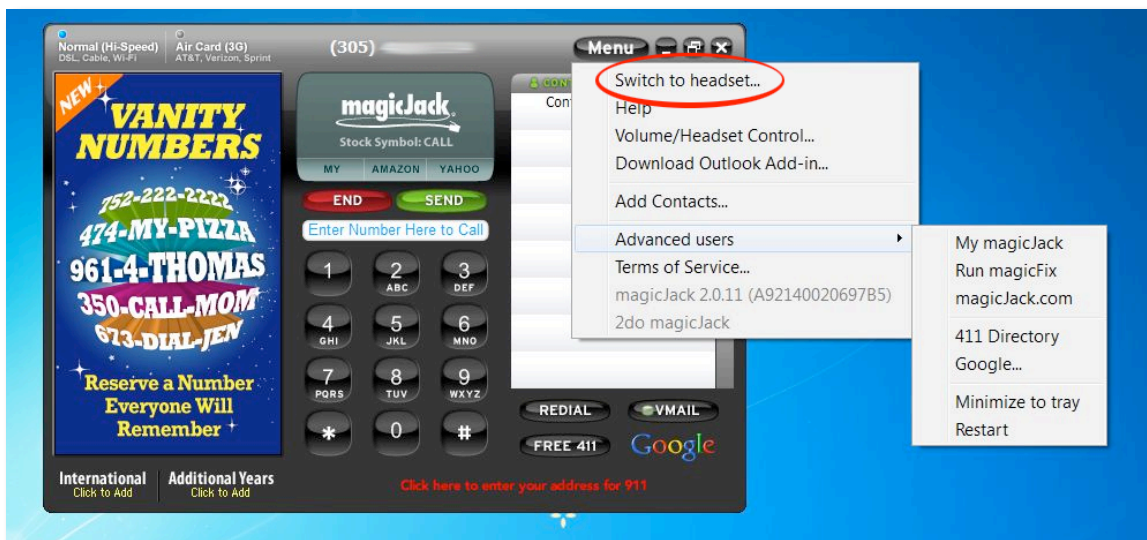 Normal (Hi-Speed)
DSL, Cable, Wi-Fi
Air Card (3G)
AT&T, Verizon, Sprint
(305)
Menu
NEW
VANITY
NUMBERS
752-222-2222
474-MY-PIZZA
961-4-THOMAS
350-CALL-MOM
673-DIAL-JEN
Reserve a Number
Everyone Will
Remember
International
Click to Add
Additional Years
Click to Add
magicJack
Stock Symbol: CALL
MY AMAZON YAHOO
END SEND
Enter Number Here to Call
1 2 ABC 3 DEF
4 GHI 5 JKL 6 MNO
7 PQRS 8 TUV 9 WXYZ
* 0 #
REDIAL VMAIL
FREE 411 Google
Click here to enter your address for 911
Switch to headset...
Help
Volume/Headset Control...
Download Outlook Add-in...
Add Contacts...
Advanced users
Terms of Service...
magicJack 2.0.11 (A92140020697B5)
2do magicJack
My magicJack
Run magicFix
magicJack.com
411 Directory
Google...
Minimize to tray
Restart